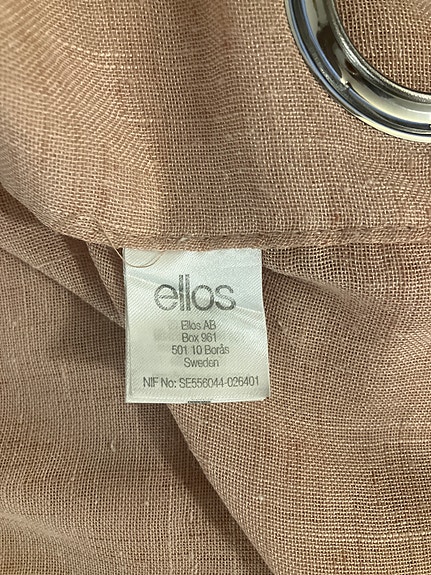 ellos
Ellos AB
Box 961
501 10 Borås
Sweden
NIF No: SE556044-026401